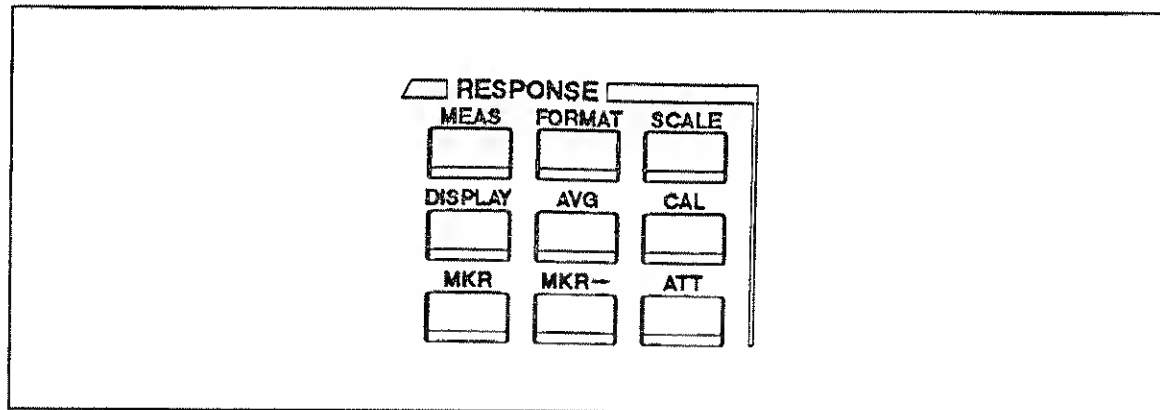 RESPONSE
MEAS FORMAT SCALE
DISPLAY AVG CAL
MKR MKR→ ATT